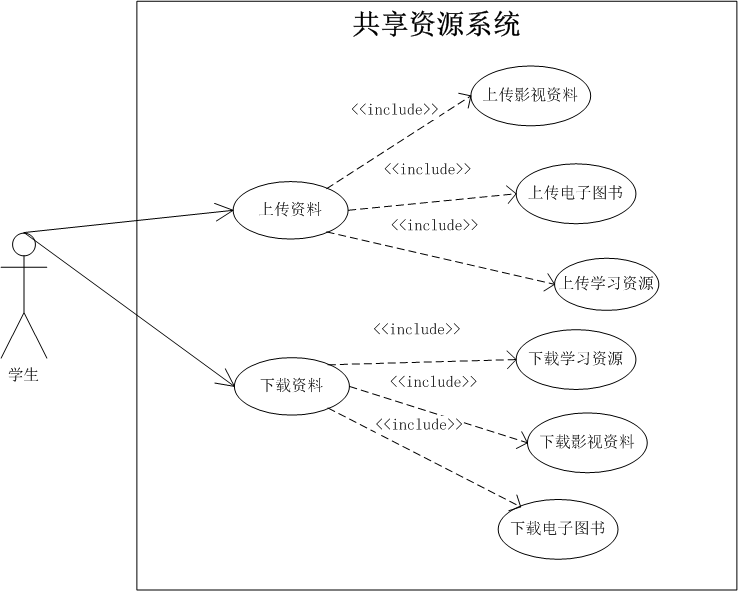 共享资源系统
上传影视资料
<<include>>
<<include>>
上传电子图书
上传资料
<<include>>
上传学习资源
学生
<<include>>
下载学习资源
下载资料
<<include>>
<<include>>
下载影视资料
下载电子图书